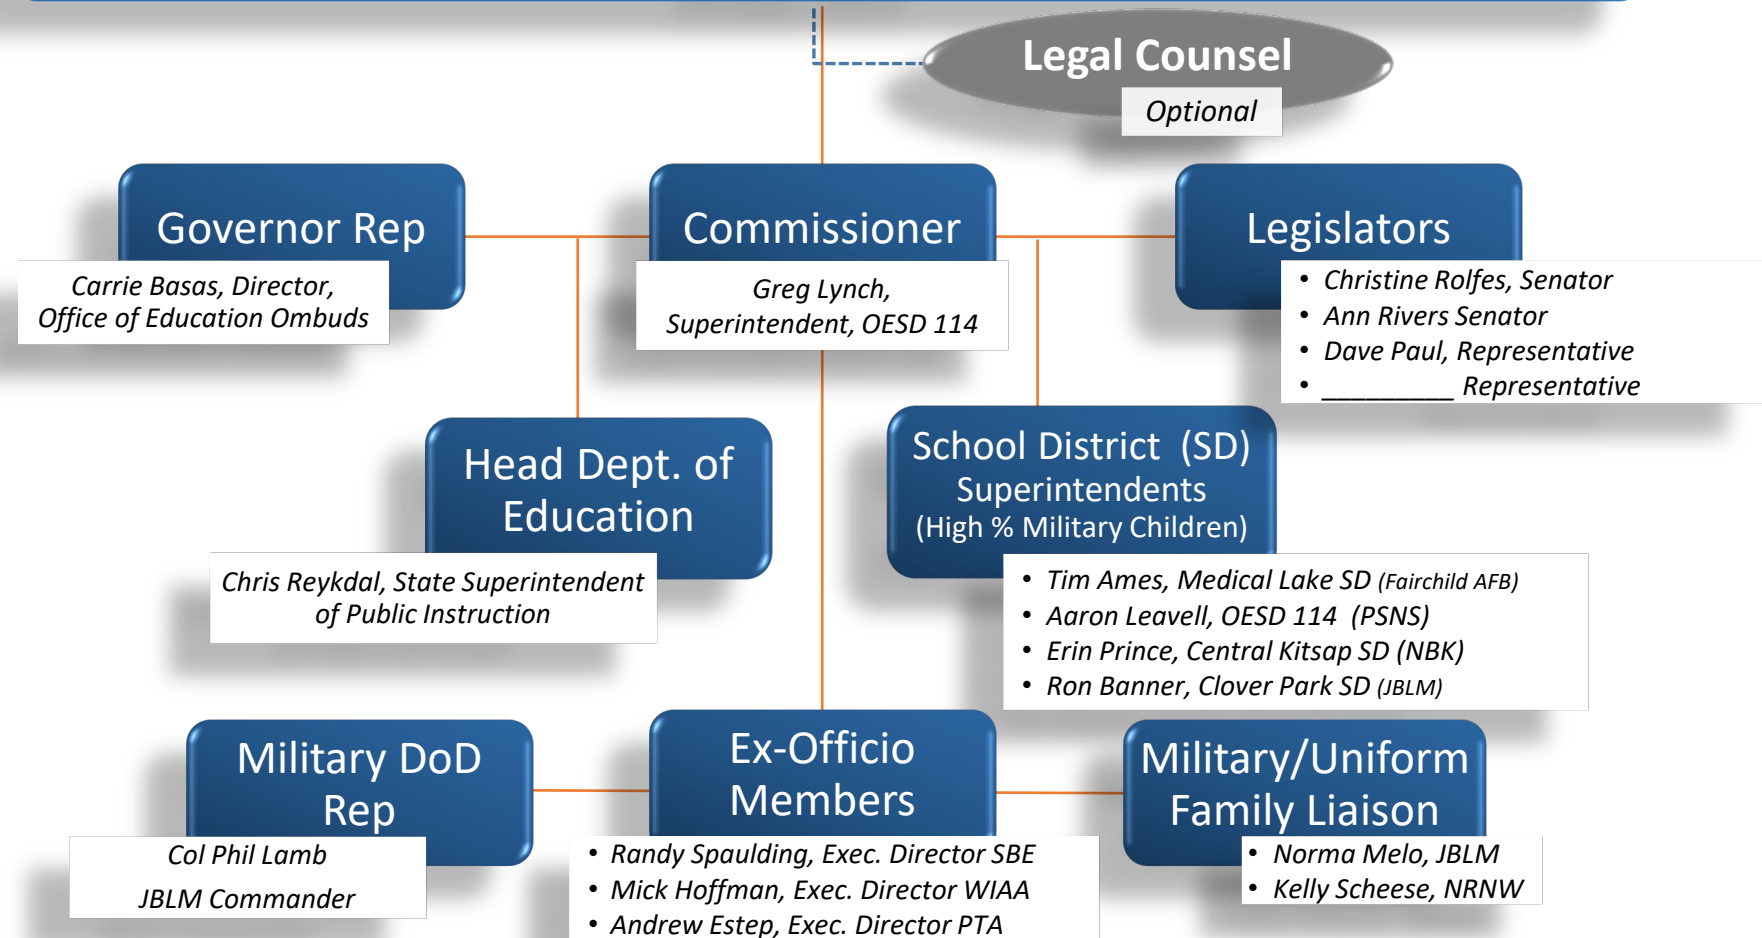 Legal Counsel
Optional
Governor Rep
Carrie Basas, Director,
Office of Education Ombuds
Commissioner
Greg Lynch,
Superintendent, OESD 114
Legislators
• Christine Rolfes, Senator
• Ann Rivers Senator
• Dave Paul, Representative
• _________ Representative
Head Dept. of
Education
Chris Reykdal, State Superintendent
of Public Instruction
School District (SD)
Superintendents
(High % Military Children)
• Tim Ames, Medical Lake SD (Fairchild AFB)
• Aaron Leavell, OESD 114 (PSNS)
• Erin Prince, Central Kitsap SD (NBK)
• Ron Banner, Clover Park SD (JBLM)
Military DoD
Rep
Col Phil Lamb
JBLM Commander
Ex-Officio
Members
• Randy Spaulding, Exec. Director SBE
• Mick Hoffman, Exec. Director WIAA
• Andrew Estep, Exec. Director PTA
Military/Uniform
Family Liaison
• Norma Melo, JBLM
• Kelly Scheese, NRNW